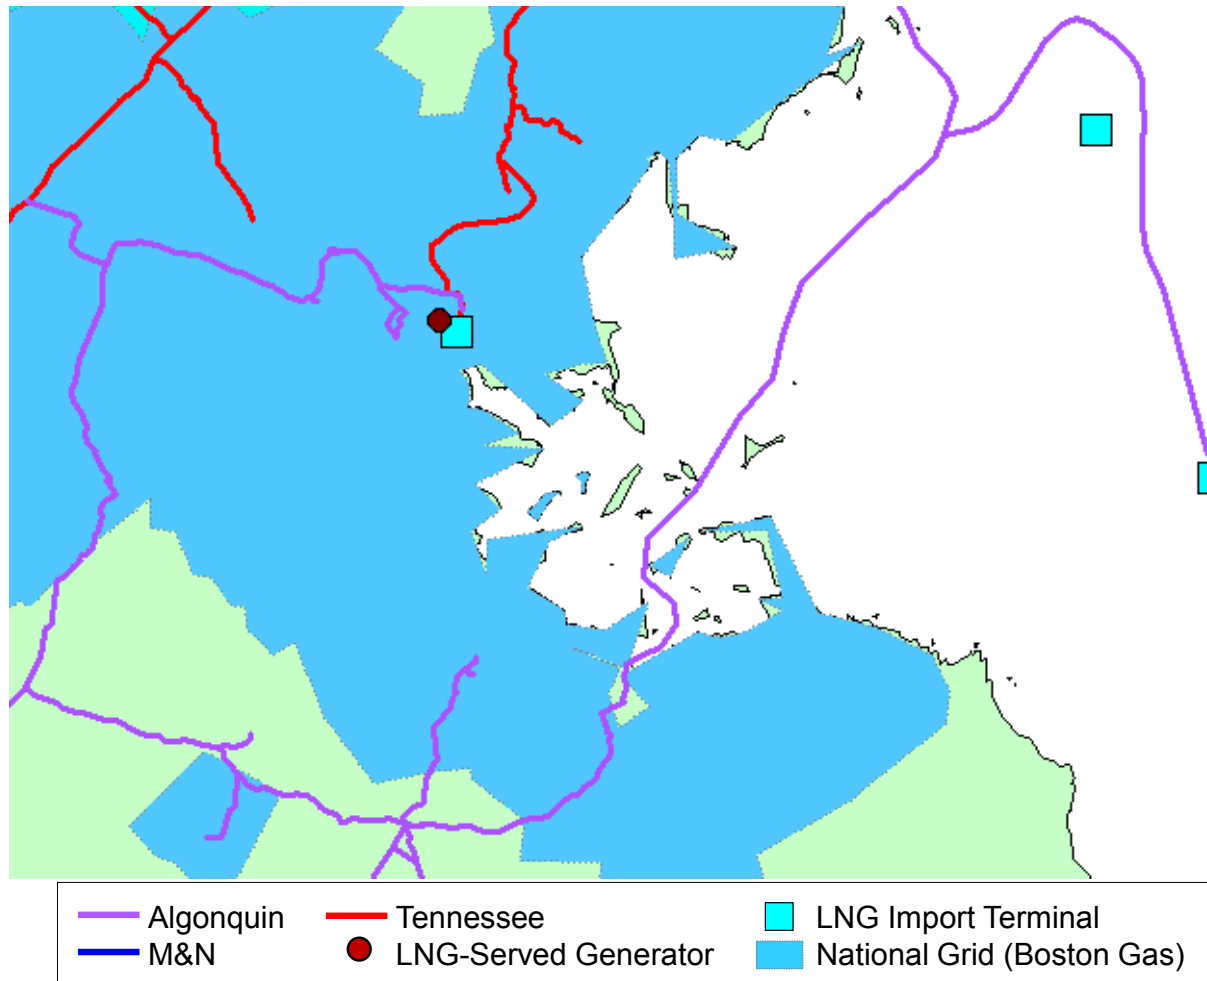 Algonquin Tennessee LNG Import Terminal
M&N LNG-Served Generator National Grid (Boston Gas)